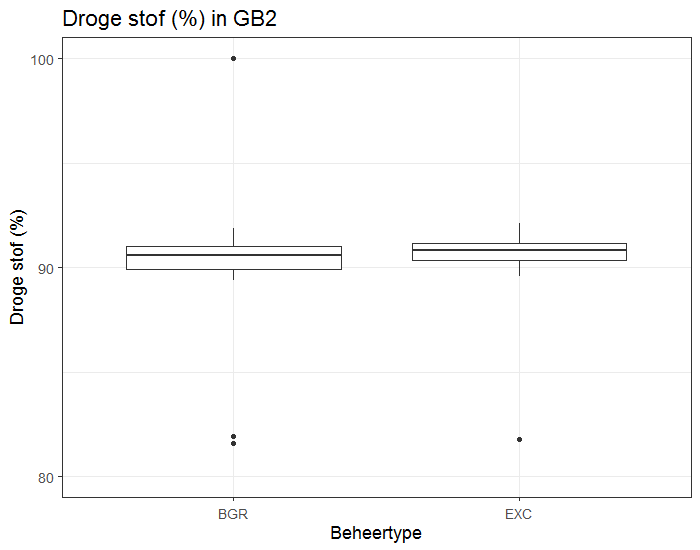 Droge stof (%) in GB2
100
90
80
Droge stof (%)
BGR
EXC
Beheertype